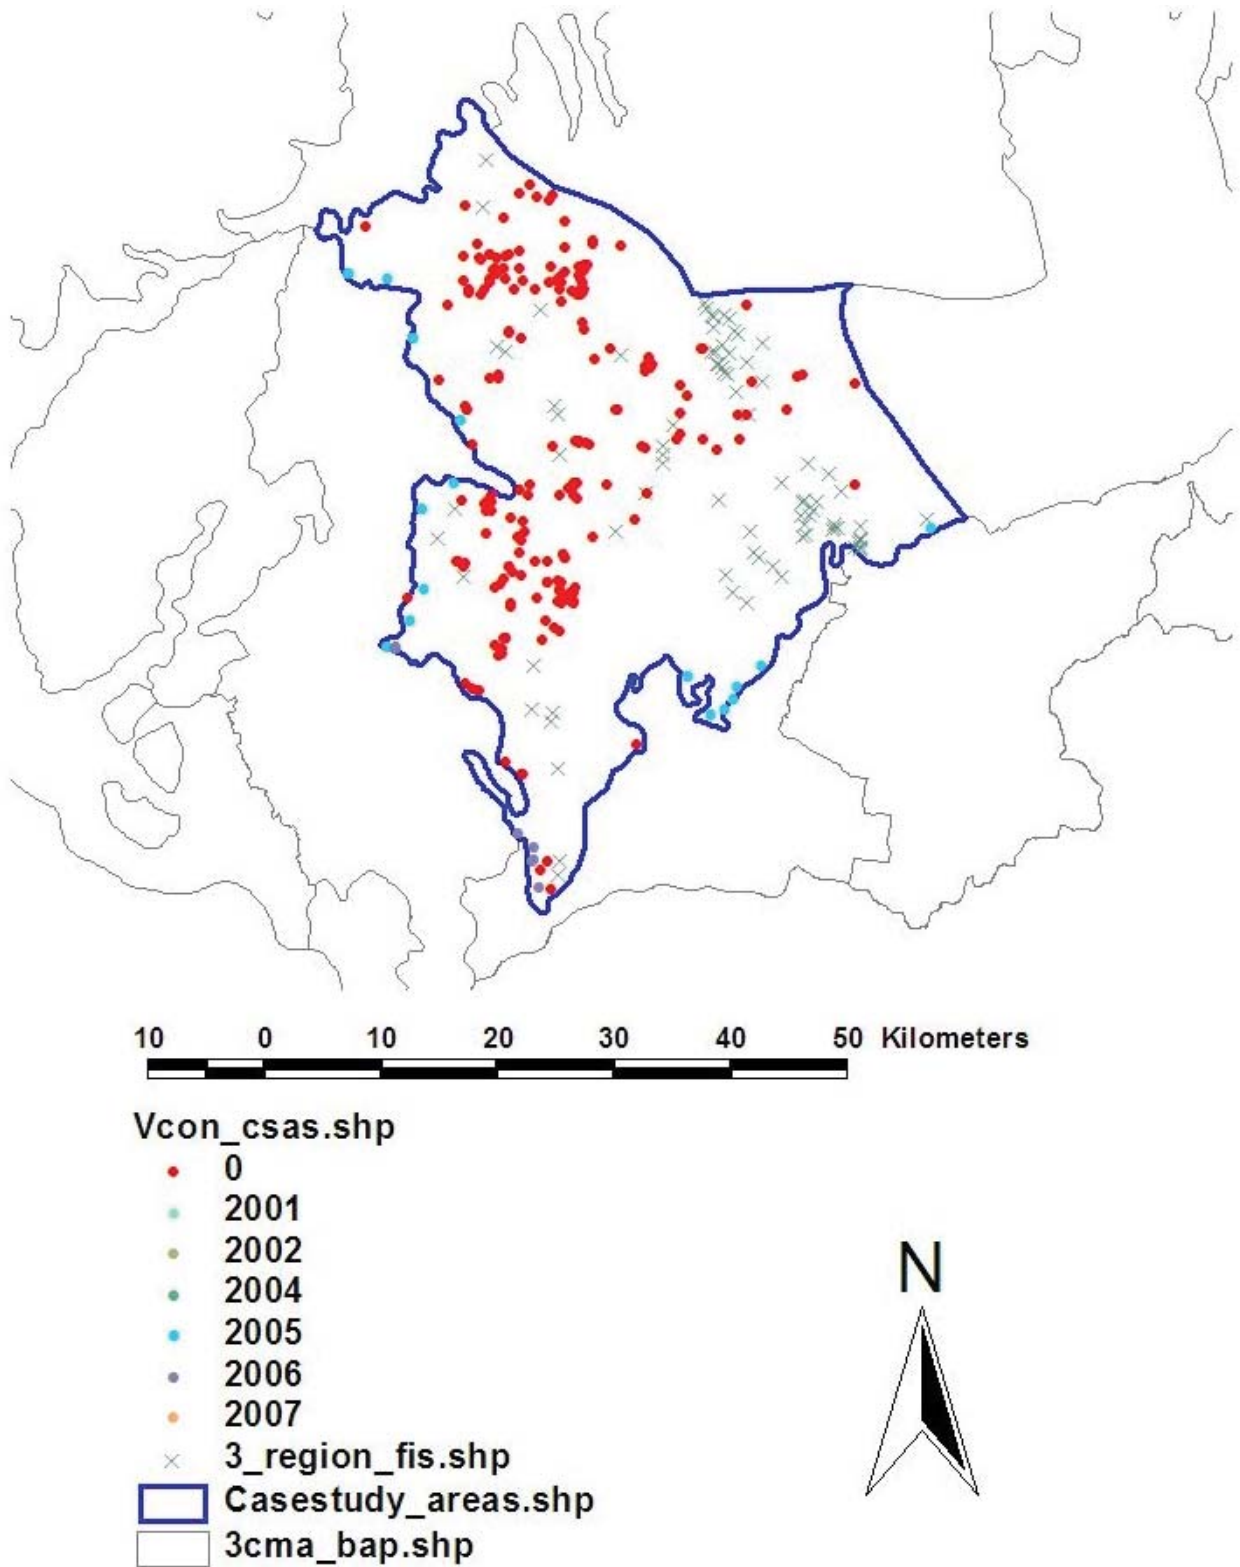 10 0 10 20 30 40 50 Kilometers
Vcon_csas.shp
0
2001
2002
2004
2005
2006
2007
3_region_fis.shp
Casestudy_areas.shp
3cma_bap.shp
N